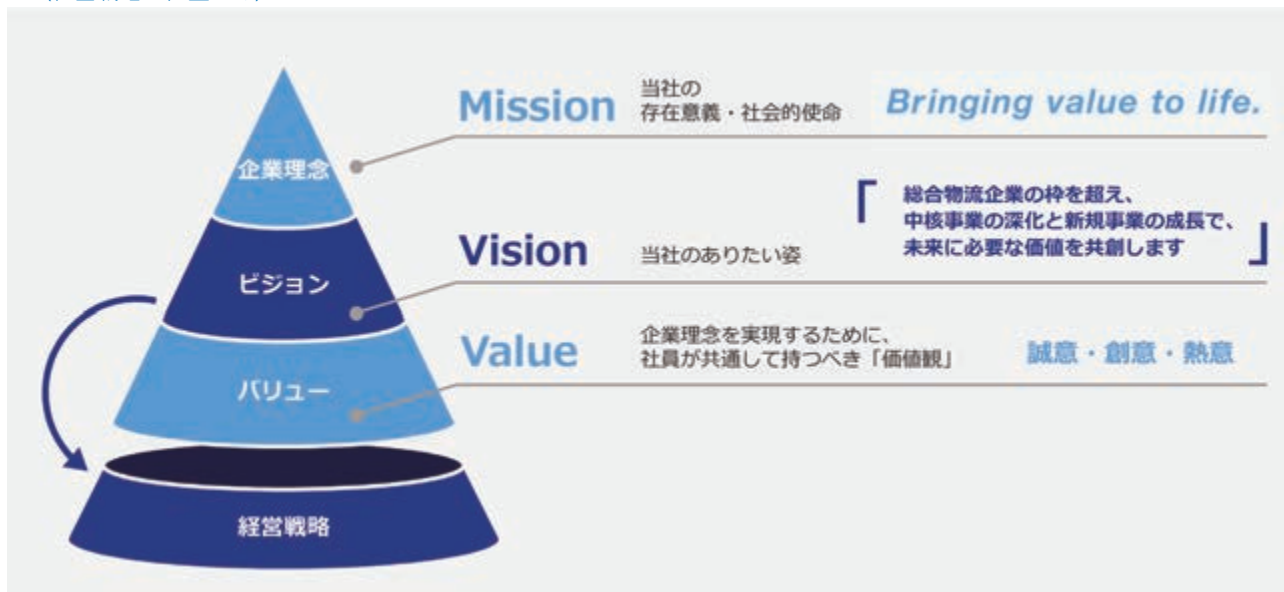 Mission
当社の
存在意義・社会的使命
Bringing value to life.
企業理念
Vision
当社のありたい姿
「総合物流企業の枠を超え、
中核事業の深化と新規事業の成長で、
未来に必要な価値を共創します」
ビジョン
Value
企業理念を実現するために、
社員が共通して持つべき「価値観」
誠意・創意・熱意
バリュー
経営戦略